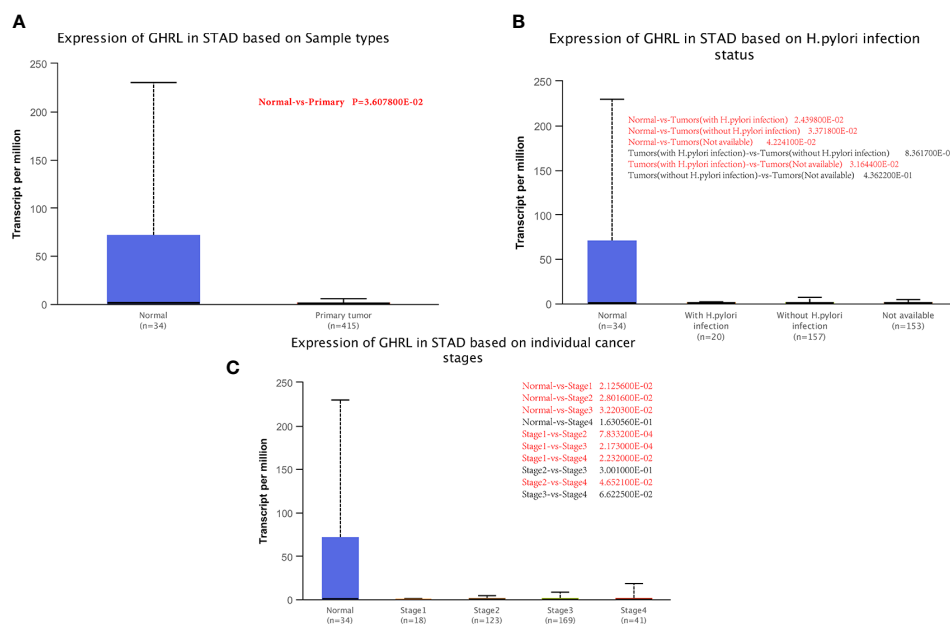 A
Expression of GHRL in STAD based on Sample types
Transcript per million
250
200
150
100
50
0
Normal-vs-Primary P=3.607800E-02
Normal
(n=34)
Primary tumor
(n=415)
B
Expression of GHRL in STAD based on H.pylori infection
status
Transcript per million
250
200
150
100
50
0
Normal-vs-Tumors(with H.pylori infection) 2.439800E-02
Normal-vs-Tumors(without H.pylori infection) 3.371800E-02
Normal-vs-Tumors(Not available) 4.224100E-02
Tumors(with H.pylori infection)-vs-Tumors(without H.pylori infection) 8.361700E-0
Tumors(with H.pylori infection)-vs-Tumors(Not available) 3.164400E-02
Tumors(without H.pylori infection)-vs-Tumors(Not available) 4.362200E-01
Normal
(n=34)
With H.pylori
infection
(n=20)
Without H.pylori
infection
(n=157)
Not available
(n=153)
C
Expression of GHRL in STAD based on individual cancer
stages
Transcript per million
250
200
150
100
50
0
Normal-vs-Stage1 2.125600E-02
Normal-vs-Stage2 2.801600E-02
Normal-vs-Stage3 3.220300E-02
Normal-vs-Stage4 1.630560E-01
Stage1-vs-Stage2 7.833200E-04
Stage1-vs-Stage3 2.173000E-04
Stage1-vs-Stage4 2.232000E-02
Stage2-vs-Stage3 3.001000E-01
Stage2-vs-Stage4 4.652100E-02
Stage3-vs-Stage4 6.622500E-02
Normal
(n=34)
Stage1
(n=18)
Stage2
(n=123)
Stage3
(n=169)
Stage4
(n=41)